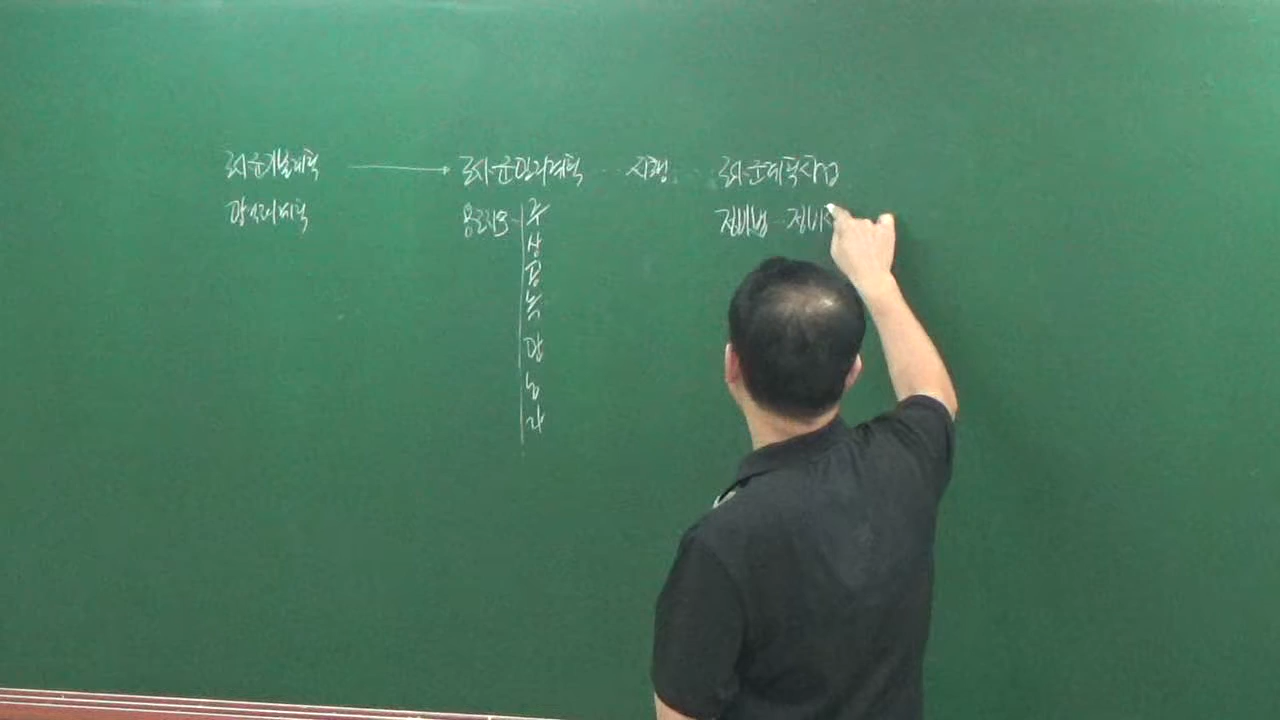 도시·군기본계획 → 도시·군관리계획 … 시행 … 도시·군계획사업
광역도시계획
용도지역
주
상
공
녹
관
농
자
정비법 … 정비사